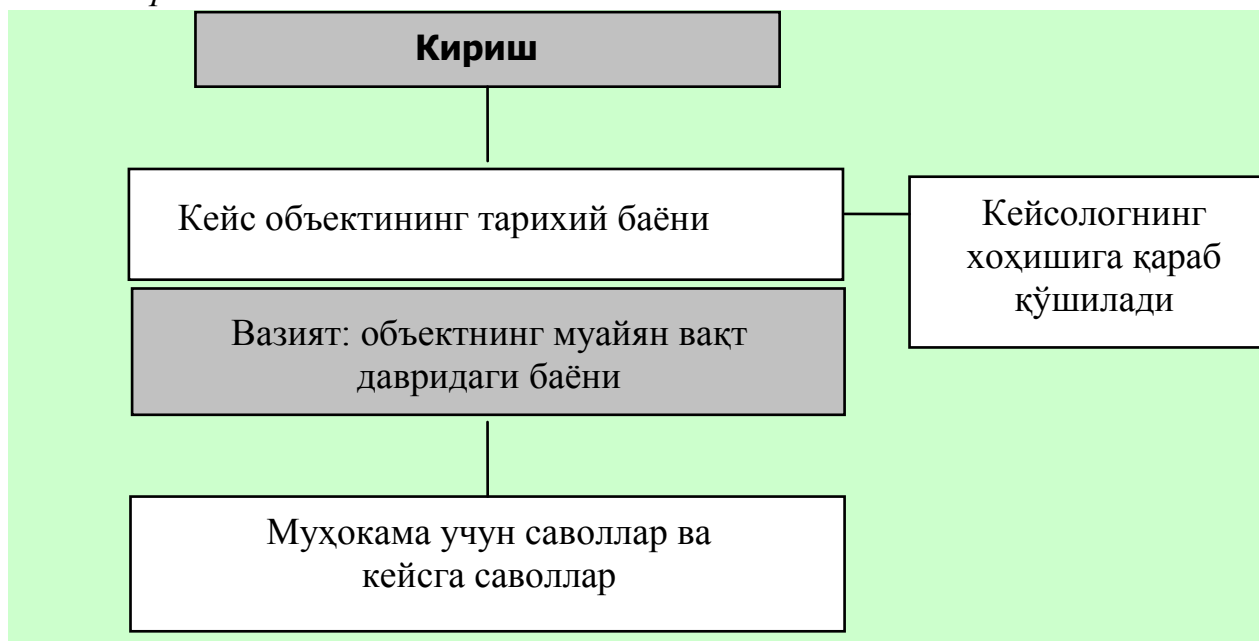 Кириш
Кейс объектининг тарихий баёни
Кейсологнинг
хоҳишига қараб
қўшилади
Вазият: объектнинг муайян вақт
давридаги баёни
Муҳокама учун саволлар ва
кейсга саволлар